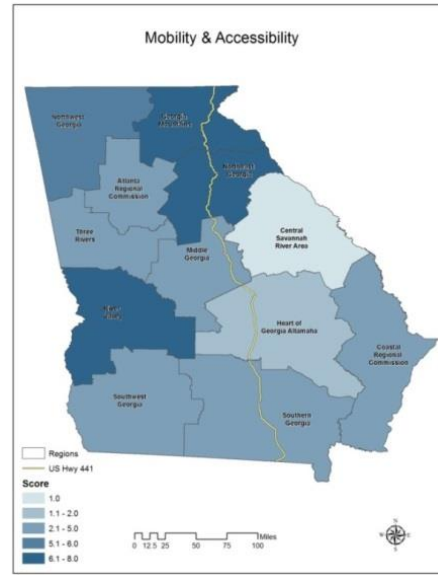 Mobility & Accessibility
Northwest
Georgia
Georgia
Mountains
Northeast
Georgia
Atlanta
Regional
Commission
Three
Rivers
Middle
Georgia
Central
Savannah
River Area
River
Valley
Heart of
Georgia Altamaha
Coastal
Regional
Commission
Southwest
Georgia
Southern
Georgia
Regions
US Hwy 441
Score
1.0
1.1 - 2.0
2.1 - 5.0
5.1 - 6.0
6.1 - 8.0
Miles
0 12.5 25 50 75 100
N
W E
S